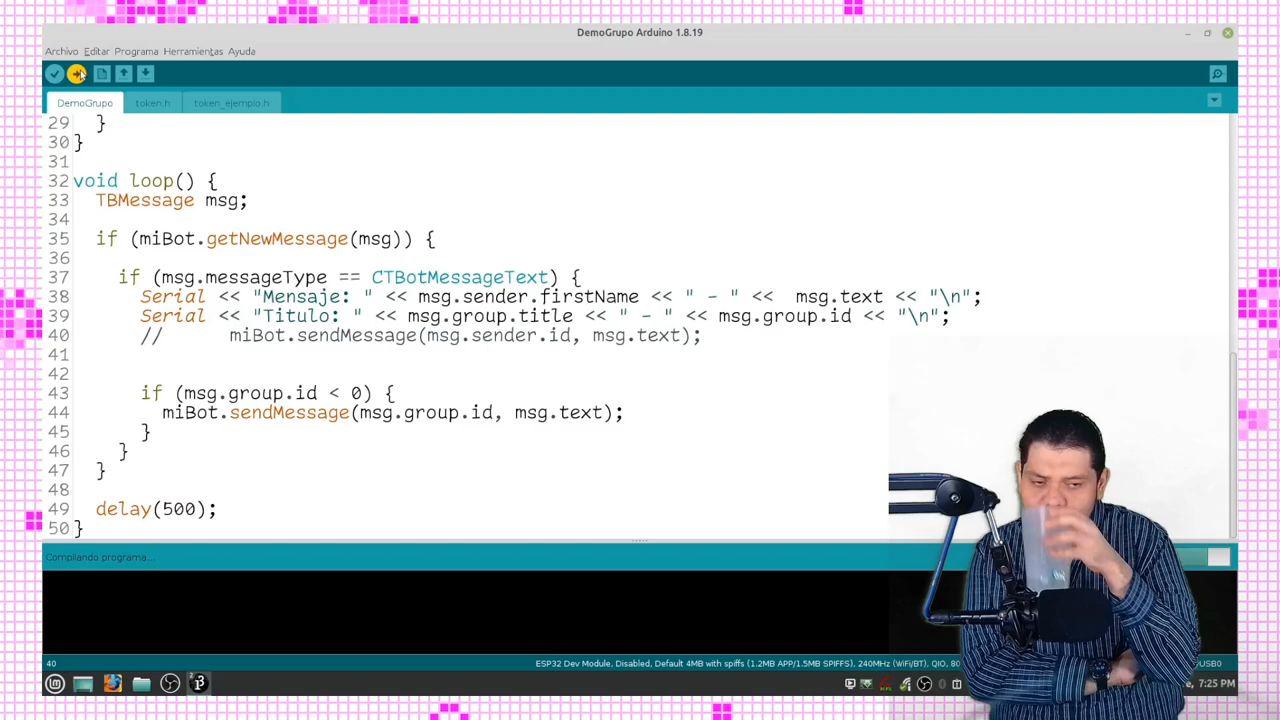 DemoGrupo Arduino 1.8.19
Archivo Editar Programa Herramientas Ayuda
DemoGrupo token.h token_ejemplo.h
29 }
30 }
31
32 void loop() {
33 TBMessage msg;
34
35 if (miBot.getNewMessage(msg)) {
36
37 if (msg.messageType == CTBotMessageText) {
38 Serial << "Mensaje: " << msg.sender.firstName << " - " << msg.text << "\n";
39 Serial << "Titulo: " << msg.group.title << " - " << msg.group.id << "\n";
40 // miBot.sendMessage(msg.sender.id, msg.text);
41
42
43 if (msg.group.id < 0) {
44 miBot.sendMessage(msg.group.id, msg.text);
45 }
46 }
47 }
48
49 delay(500);
50 }
Compilando programa...
40 ESP32 Dev Module, Disabled, Default 4MB with spiffs (1.2MB APP/1.5MB SPIFFS), 240MHz (WiFi/BT), QIO, 80
7:25 PM